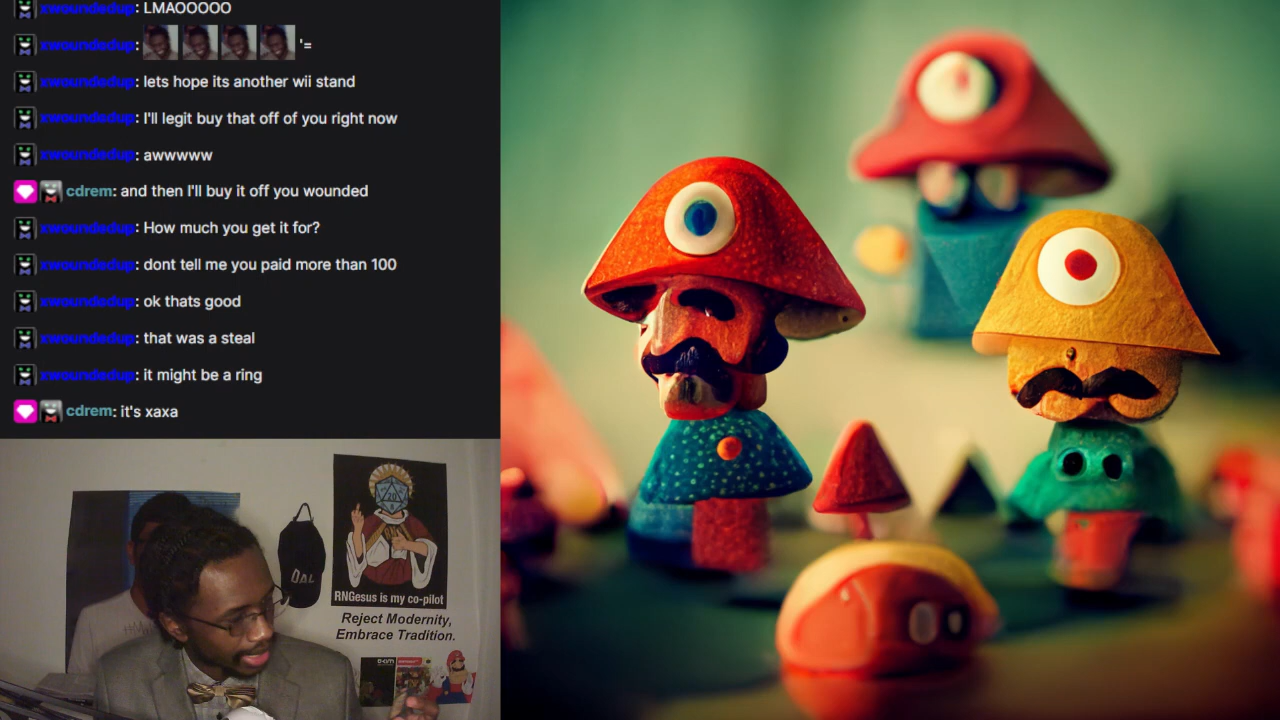 xwoundedup: LMAOOOOO
xwoundedup: '=
xwoundedup: lets hope its another wii stand
xwoundedup: I'll legit buy that off of you right now
xwoundedup: awwwww
cdrem: and then I'll buy it off you wounded
xwoundedup: How much you get it for?
xwoundedup: dont tell me you paid more than 100
xwoundedup: ok thats good
xwoundedup: that was a steal
xwoundedup: it might be a ring
cdrem: it's xaxa
20
DAL
RNGesus is my co-pilot
Reject Modernity,
Embrace Tradition.